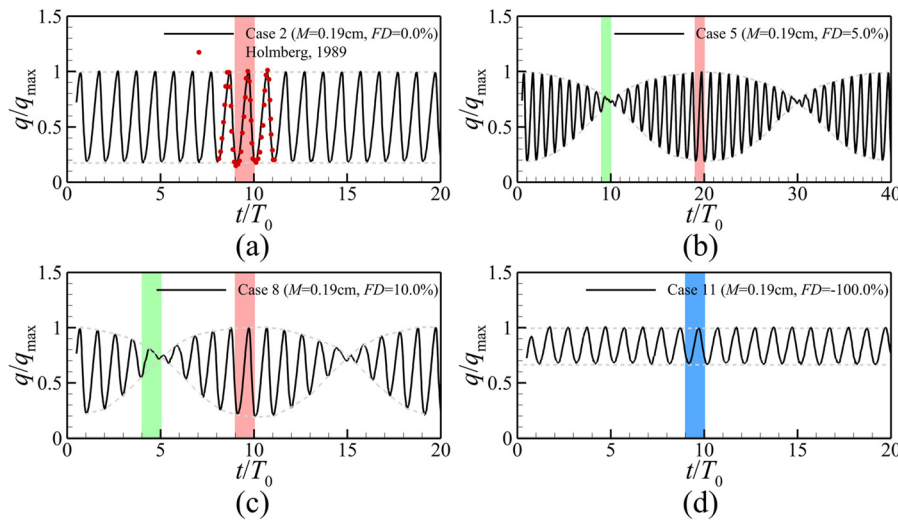 1.5
Case 2 (M=0.19cm, FD=0.0%)
Holmberg, 1989
1
q/qmax
0.5
0
0 5 10 15 20
t/T0
(a)
1.5
Case 5 (M=0.19cm, FD=5.0%)
1
q/qmax
0.5
0
0 10 20 30 40
t/T0
(b)
1.5
Case 8 (M=0.19cm, FD=10.0%)
1
q/qmax
0.5
0
0 5 10 15 20
t/T0
(c)
1.5
Case 11 (M=0.19cm, FD=-100.0%)
1
q/qmax
0.5
0
0 5 10 15 20
t/T0
(d)